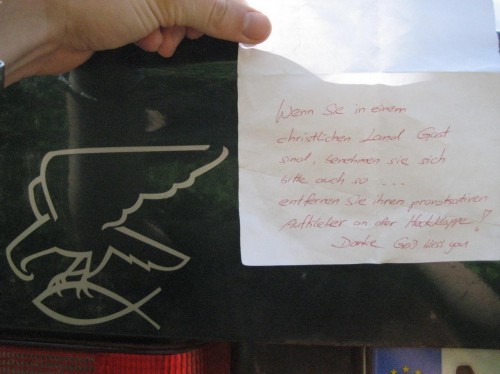 Wenn Sie in einem
christlichen Land Gast
sind, benehmen sie sich
bitte auch so ...
entfernen Sie ihren provokativen
Aufkleber an der Heckklappe!
Danke God bless you